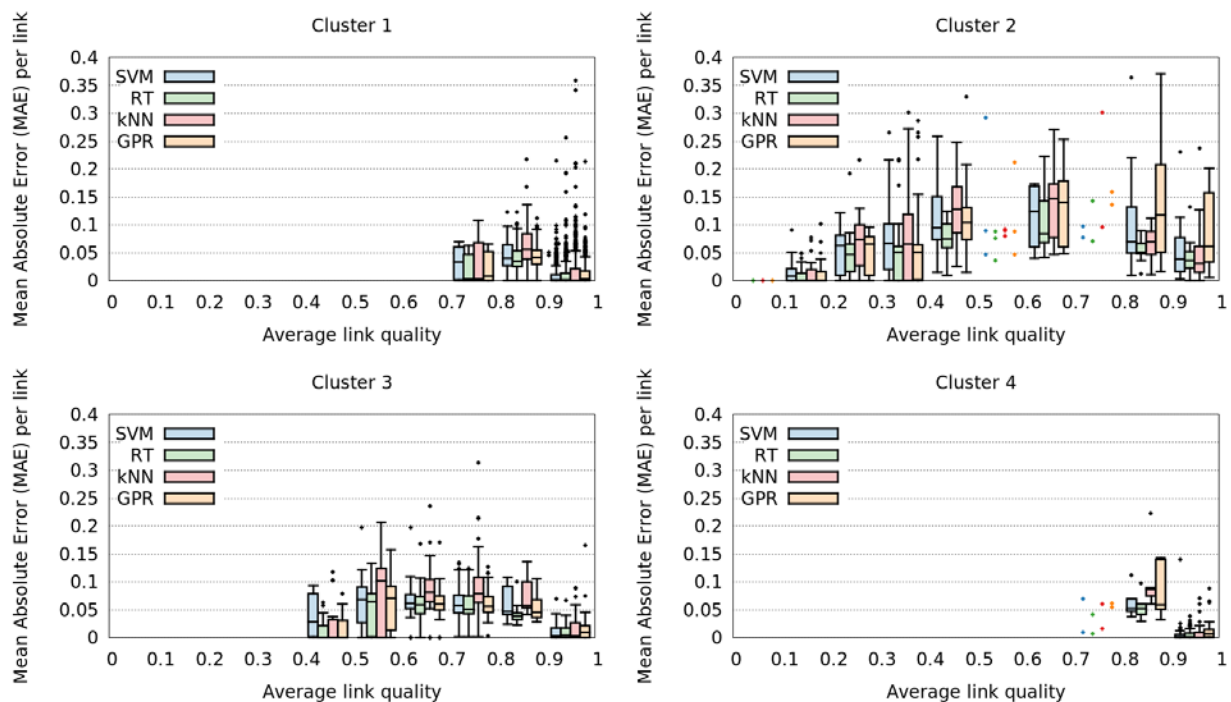 Cluster 1
Mean Absolute Error (MAE) per link
0.4
0.35
0.3
0.25
0.2
0.15
0.1
0.05
0
SVM
RT
kNN
GPR
0 0.1 0.2 0.3 0.4 0.5 0.6 0.7 0.8 0.9 1
Average link quality
Cluster 2
Mean Absolute Error (MAE) per link
0.4
0.35
0.3
0.25
0.2
0.15
0.1
0.05
0
SVM
RT
kNN
GPR
0 0.1 0.2 0.3 0.4 0.5 0.6 0.7 0.8 0.9 1
Average link quality
Cluster 3
Mean Absolute Error (MAE) per link
0.4
0.35
0.3
0.25
0.2
0.15
0.1
0.05
0
SVM
RT
kNN
GPR
0 0.1 0.2 0.3 0.4 0.5 0.6 0.7 0.8 0.9 1
Average link quality
Cluster 4
Mean Absolute Error (MAE) per link
0.4
0.35
0.3
0.25
0.2
0.15
0.1
0.05
0
SVM
RT
kNN
GPR
0 0.1 0.2 0.3 0.4 0.5 0.6 0.7 0.8 0.9 1
Average link quality